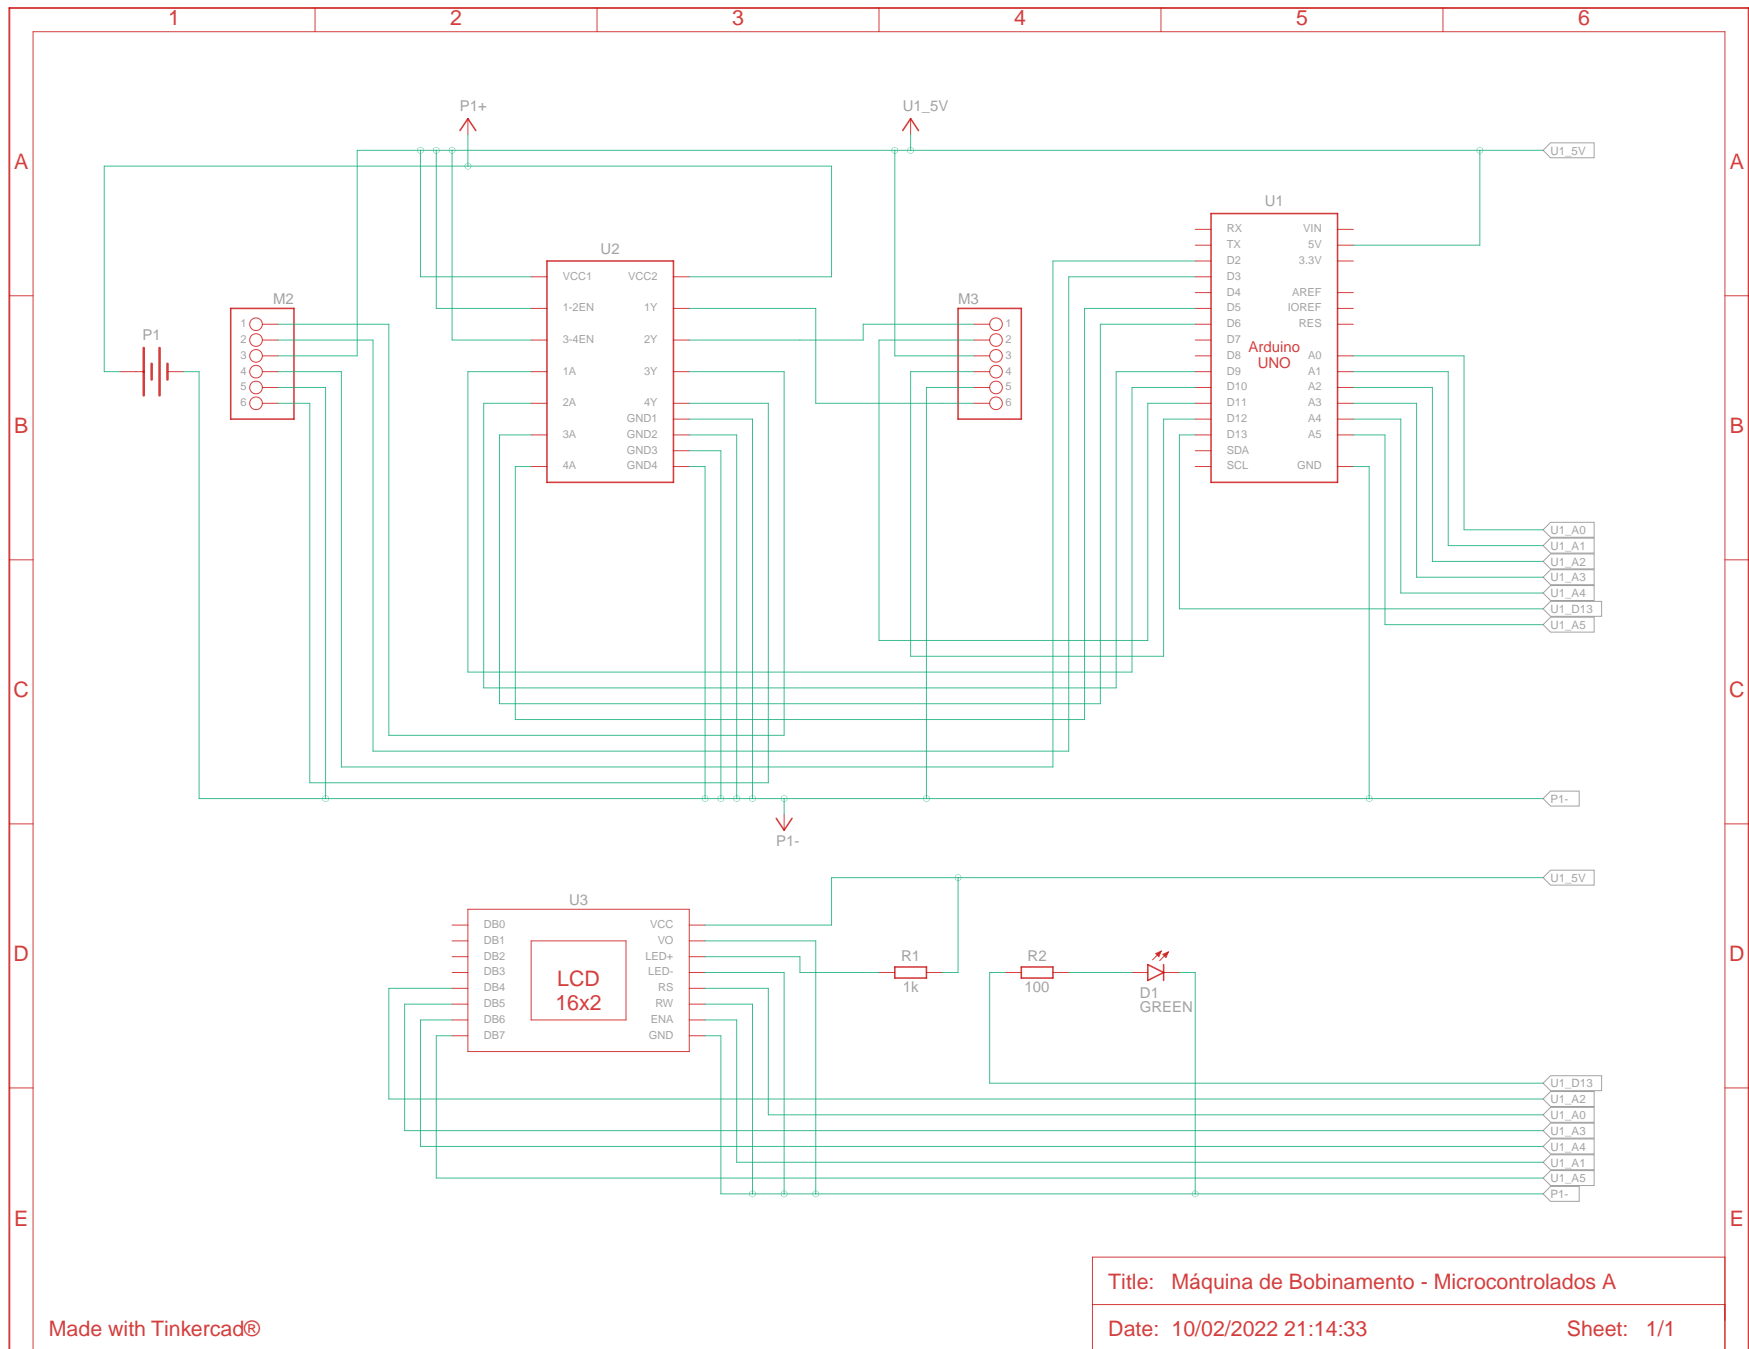 1 2 3 4 5 6
P1+ U1_5V
A U1_5V A
U1
U2
RX VIN
TX 5V
D2 3.3V
D3
VCC1 VCC2
D4 AREF
M2 M3
1-2EN 1Y
D5 IOREF
1 1 D6 RES
P1
2 3-4EN 2Y 2 D7
3 3 D8 Arduino A0
UNO
4 1A 3Y 4 D9 A1
5 5 D10 A2
6 2A 4Y 6 D11 A3
GND1 D12 A4
B B
3A GND2 D13 A5
GND3 SDA
4A GND4 SCL GND
U1_A0
U1_A1
U1_A2
U1_A3
U1_A4
U1_D13
U1_A5
C C
P1-
P1-
U1_5V
U3
DB0 VCC
DB1 VO
D D
DB2 LED+ R1 R2
DB3 LED-
LCD
DB4 RS 1k 100
D1
16x2
DB5 RW GREEN
DB6 ENA
DB7 GND
U1_D13
U1_A2
U1_A0
U1_A3
U1_A4
U1_A1
U1_A5
P1-
E E
Title: Máquina de Bobinamento - Microcontrolados A
Made with Tinkercad® Date: 10/02/2022 21:14:33 Sheet: 1/1